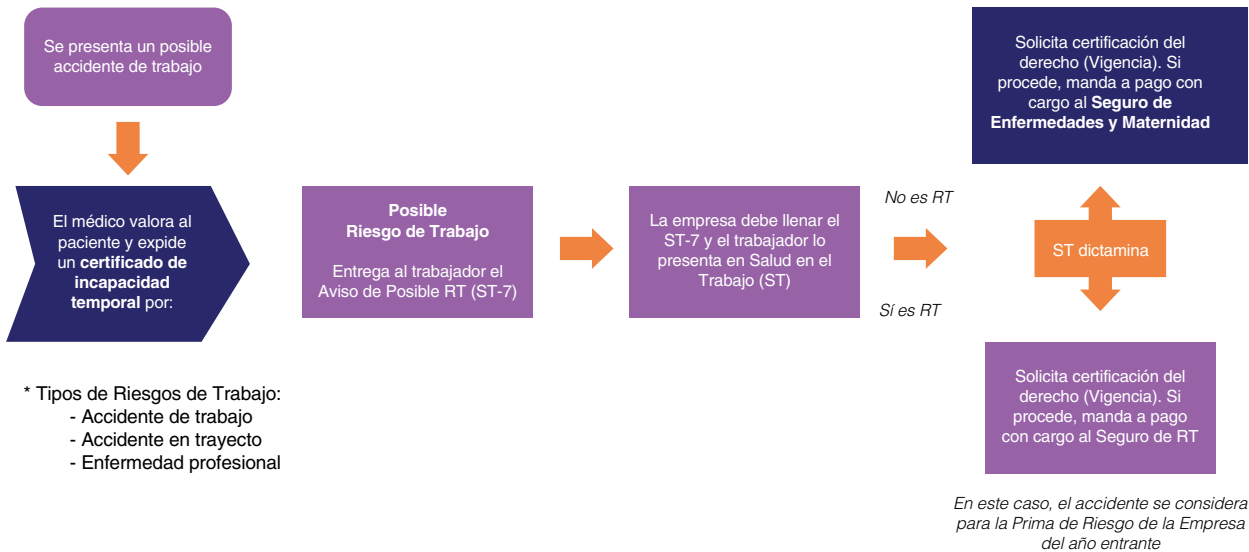 Se presenta un posible
accidente de trabajo
El médico valora al
paciente y expide
un certificado de
incapacidad
temporal por:
Posible
Riesgo de Trabajo
Entrega al trabajador el
Aviso de Posible RT (ST-7)
La empresa debe llenar el
ST-7 y el trabajador lo
presenta en Salud en el
Trabajo (ST)
No es RT
Sí es RT
Solicita certificación del
derecho (Vigencia). Si
procede, manda a pago con
cargo al Seguro de
Enfermedades y Maternidad
ST dictamina
Solicita certificación del
derecho (Vigencia). Si
procede, manda a pago
con cargo al Seguro de RT
En este caso, el accidente se considera
para la Prima de Riesgo de la Empresa
del año entrante
* Tipos de Riesgos de Trabajo:
- Accidente de trabajo
- Accidente en trayecto
- Enfermedad profesional